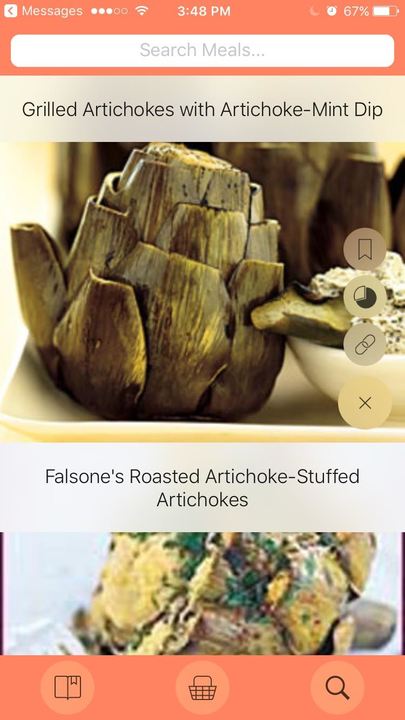 Messages 3:48 PM 67%
Search Meals...
Grilled Artichokes with Artichoke-Mint Dip
Falsone's Roasted Artichoke-Stuffed
Artichokes